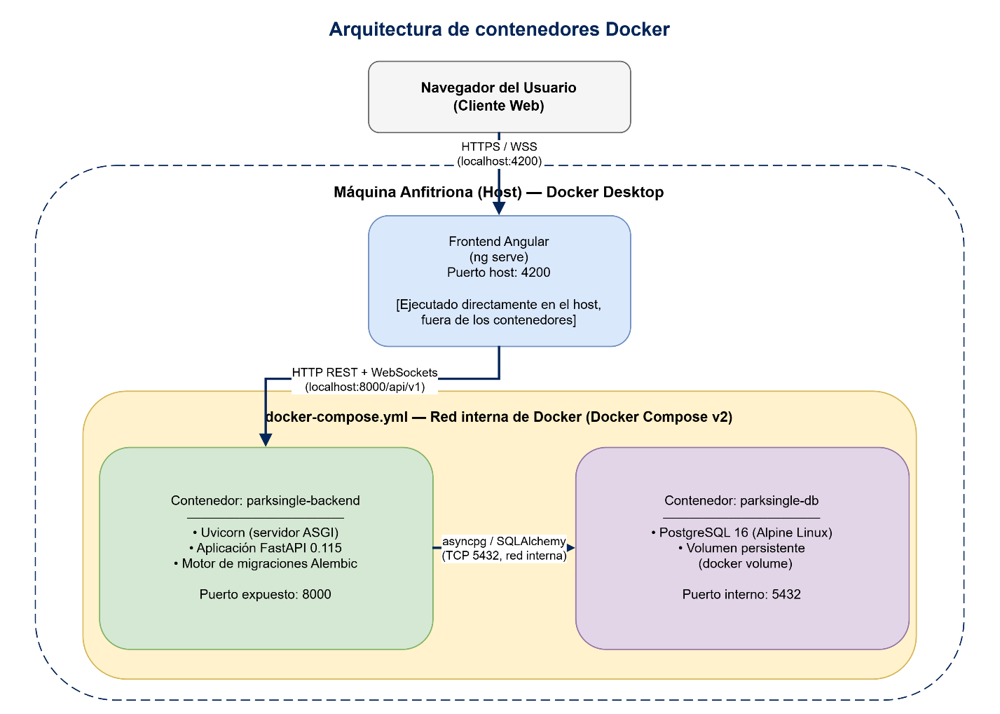 Arquitectura de contenedores Docker
Navegador del Usuario
(Cliente Web)
HTTPS / WSS
(localhost:4200)
Máquina Anfitriona (Host) — Docker Desktop
Frontend Angular
(ng serve)
Puerto host: 4200
[Ejecutado directamente en el host,
fuera de los contenedores]
HTTP REST + WebSockets
(localhost:8000/api/v1)
docker-compose.yml — Red interna de Docker (Docker Compose v2)
Contenedor: parksingle-backend
• Uvicorn (servidor ASGI)
• Aplicación FastAPI 0.115
• Motor de migraciones Alembic
Puerto expuesto: 8000
asyncpg / SQLAlchemy
(TCP 5432, red interna)
Contenedor: parksingle-db
• PostgreSQL 16 (Alpine Linux)
• Volumen persistente
(docker volume)
Puerto interno: 5432